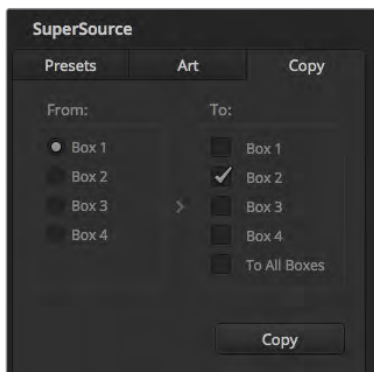 SuperSource
Presets Art Copy
From: To:
Box 1 Box 1
Box 2 Box 2
Box 3 > Box 3
Box 4 Box 4
To All Boxes
Copy